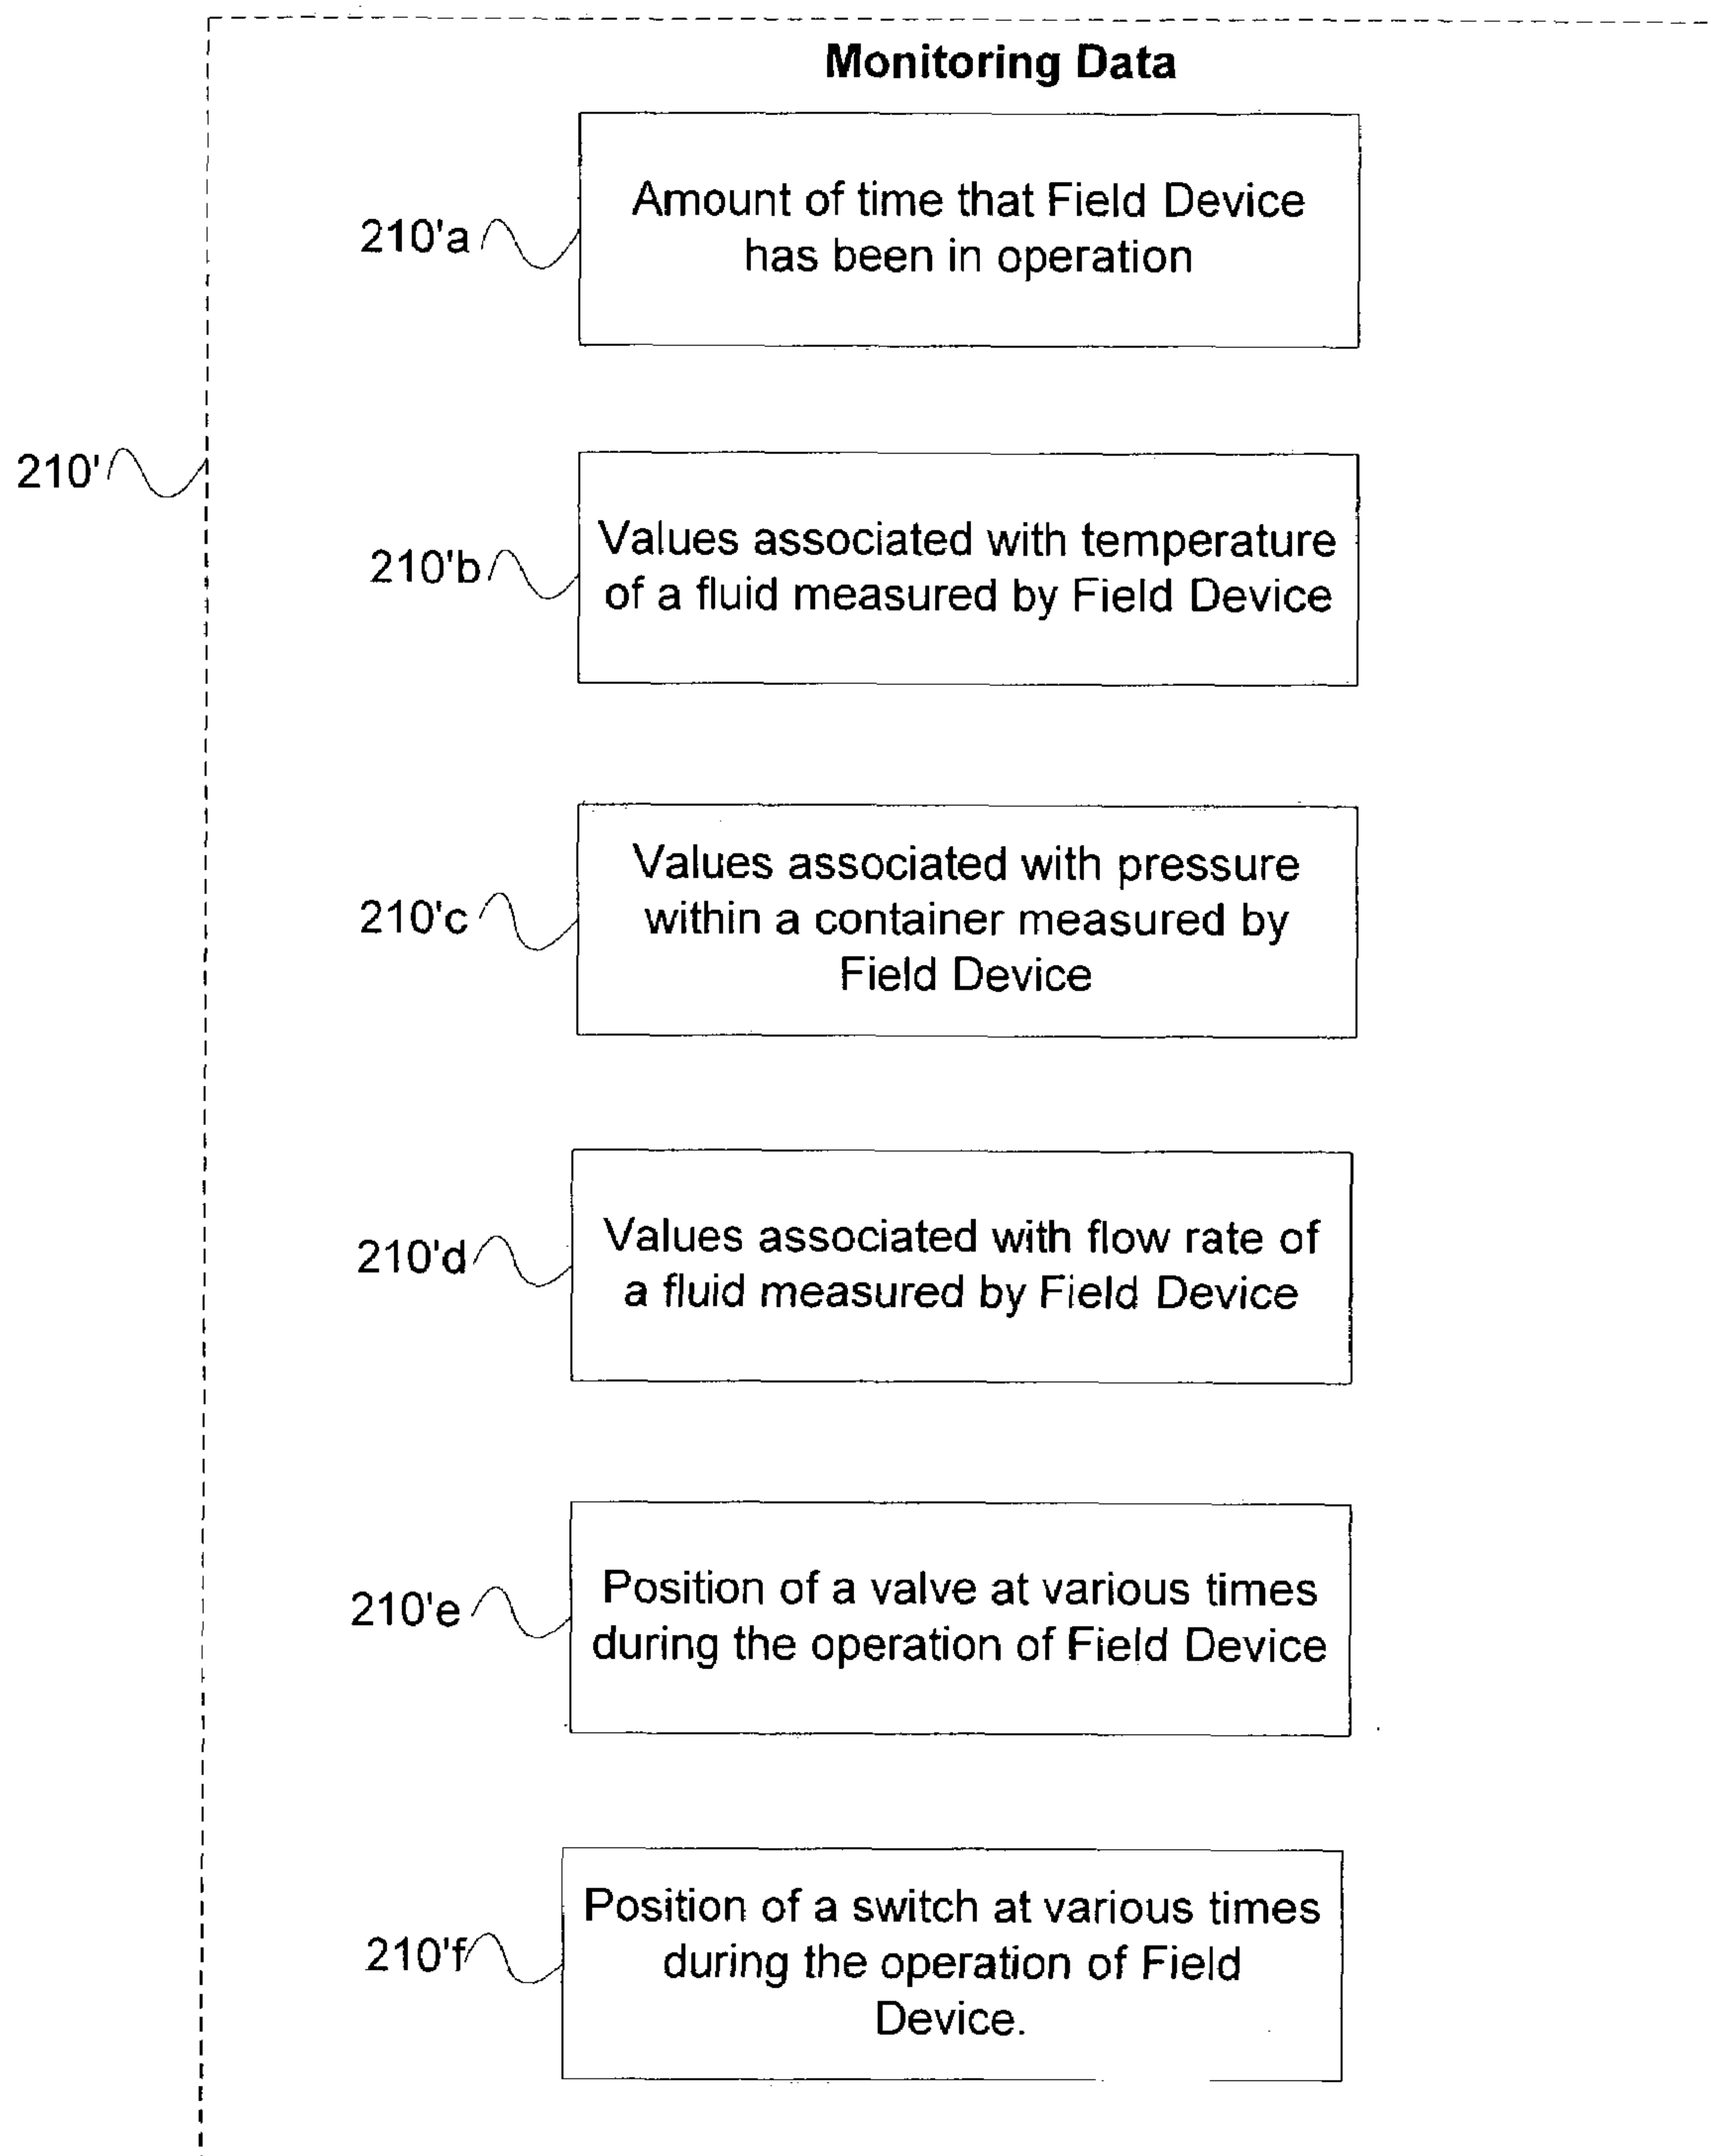 Monitoring Data
210'a
Amount of time that Field Device
has been in operation
210'
210'b
Values associated with temperature
of a fluid measured by Field Device
210'c
Values associated with pressure
within a container measured by
Field Device
210'd
Values associated with flow rate of
a fluid measured by Field Device
210'e
Position of a valve at various times
during the operation of Field Device
210'f
Position of a switch at various times
during the operation of Field
Device.